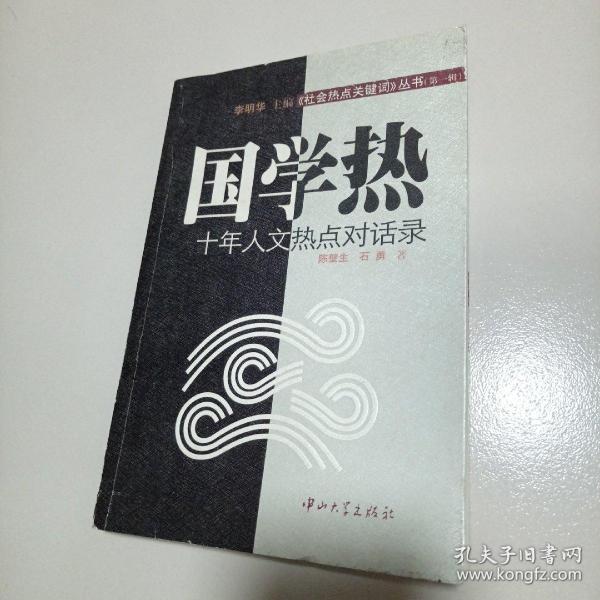 李明华 主编《社会热点关键词》丛书(第一辑)
国学热
十年人文热点对话录
陈壁生 石勇 著
中山大学出版社
孔夫子旧书网
www.kongfz.com